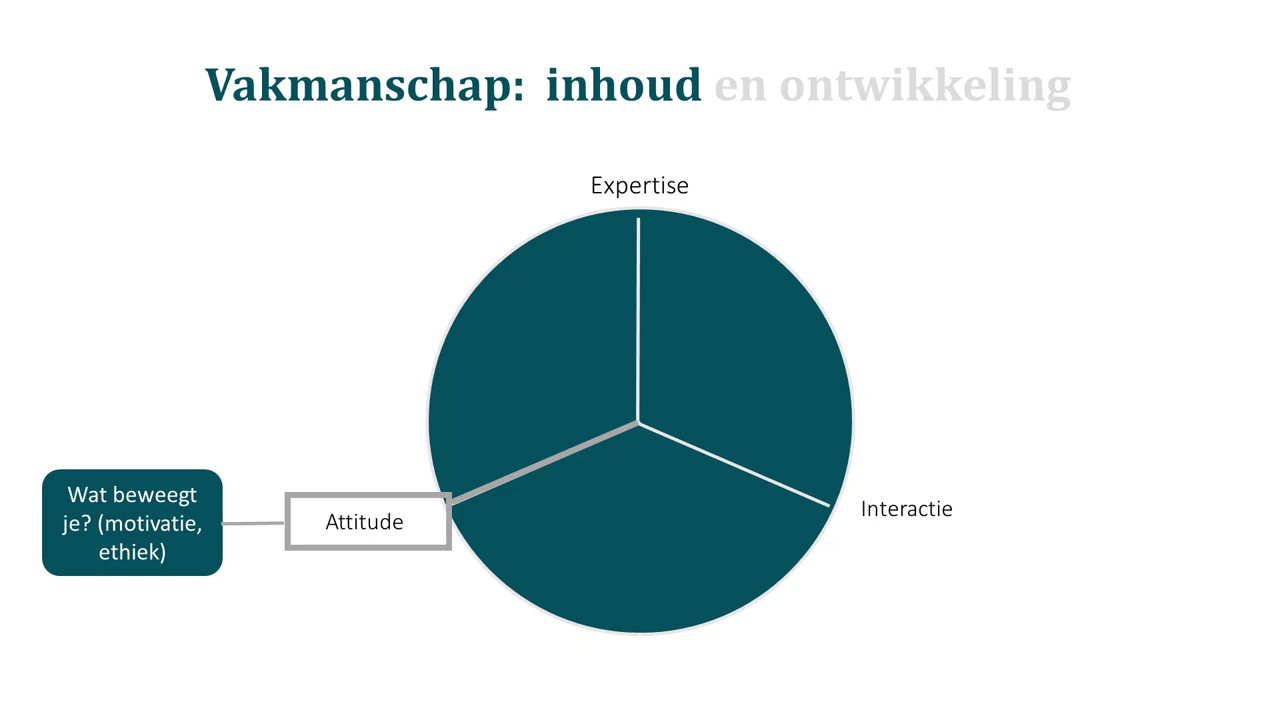 Vakmanschap: inhoud en ontwikkeling
Expertise
Wat beweegt
je? (motivatie,
ethiek)
Attitude
Interactie